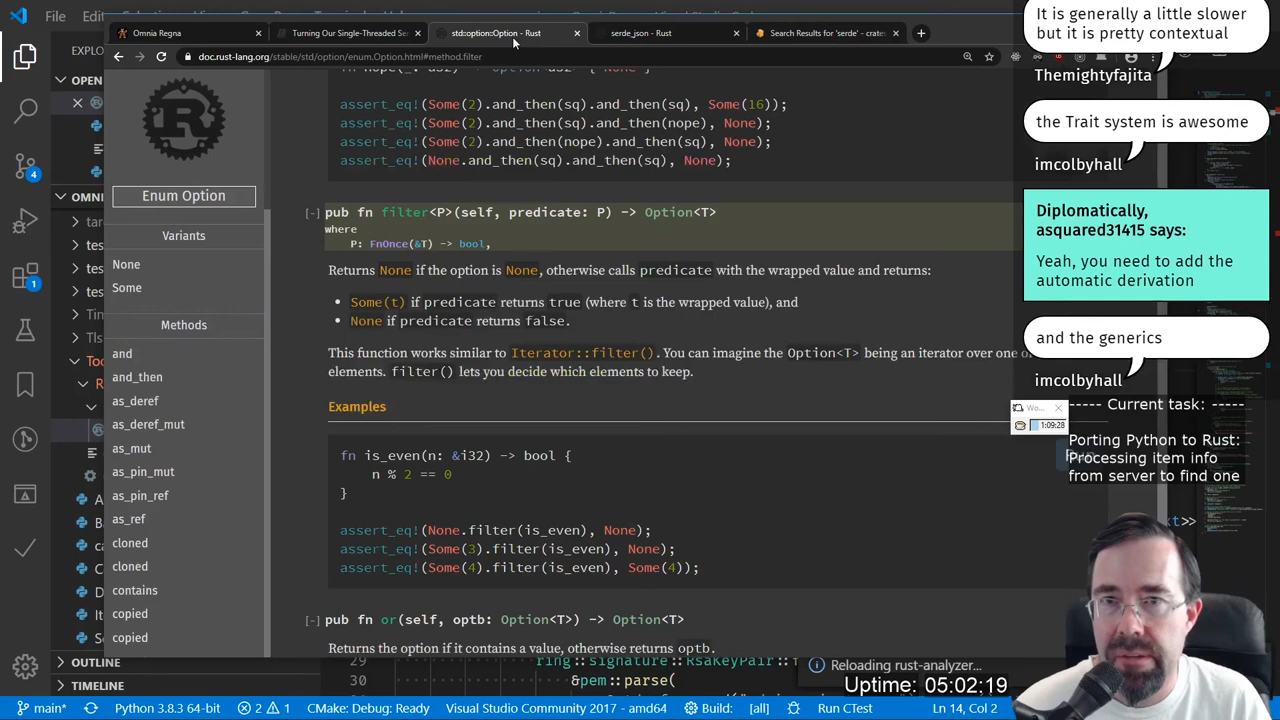 File
Edit
Omnia Regna
Turning Our Single-Threaded Se
std::option::Option - Rust
serde_json - Rust
Search Results for 'serde' - crates
doc.rust-lang.org/stable/std/option/enum.Option.html#method.filter
It is generally a little slower
but it is pretty contextual
Themightyfajita
the Trait system is awesome
imcolbyhall
Diplomatically,
asquared31415 says:
Yeah, you need to add the
automatic derivation
and the generics
imcolbyhall
----- Current task: -----
Porting Python to Rust:
Processing item info
from server to find one
1:09:28
EXPLO
OPEN
OMNI
tar
tes
tes
tes
Tin
Tls
Too
R
OUTLINE
TIMELINE
Enum Option
Variants
None
Some
Methods
and
and_then
as_deref
as_deref_mut
as_mut
as_pin_mut
as_pin_ref
as_ref
cloned
cloned
contains
copied
copied
assert_eq!(Some(2).and_then(sq).and_then(sq), Some(16));
assert_eq!(Some(2).and_then(sq).and_then(nope), None);
assert_eq!(Some(2).and_then(nope).and_then(sq), None);
assert_eq!(None.and_then(sq).and_then(sq), None);
[-] pub fn filter<P>(self, predicate: P) -> Option<T>
where
P: FnOnce(&T) -> bool,
Returns None if the option is None, otherwise calls predicate with the wrapped value and returns:
• Some(t) if predicate returns true (where t is the wrapped value), and
• None if predicate returns false.
This function works similar to Iterator::filter(). You can imagine the Option<T> being an iterator over one or
elements. filter() lets you decide which elements to keep.
Examples
fn is_even(n: &i32) -> bool {
n % 2 == 0
}
assert_eq!(None.filter(is_even), None);
assert_eq!(Some(3).filter(is_even), None);
assert_eq!(Some(4).filter(is_even), Some(4));
[-] pub fn or(self, optb: Option<T>) -> Option<T>
Returns the option if it contains a value, otherwise returns optb.
29
ring::signature::RsaKeyPair::f
30
&pem::parse(
Reloading rust-analyzer...
Uptime: 05:02:19
main*
Python 3.8.3 64-bit
2
1
CMake: Debug: Ready
Visual Studio Community 2017 - amd64
Build:
[all]
Run CTest
Ln 14, Col 2